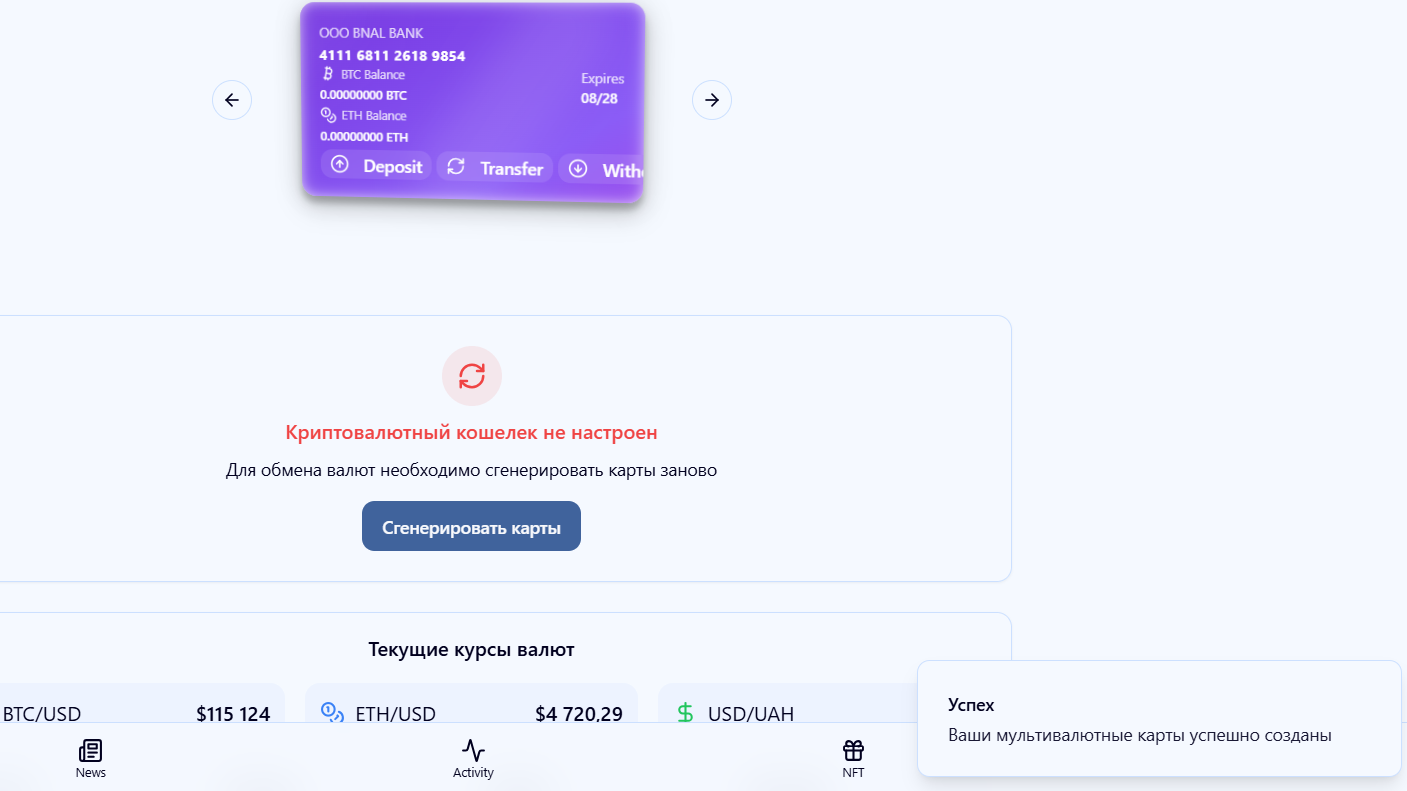 OOO BNAL BANK
4111 6811 2618 9854
BTC Balance
0.00000000 BTC
ETH Balance
0.00000000 ETH
Expires
08/28
Deposit
Transfer
Криптовалютный кошелек не настроен
Для обмена валют необходимо сгенерировать карты заново
Сгенерировать карты
Текущие курсы валют
BTC/USD $115 124
ETH/USD $4 720,29
USD/UAH
Успех
Ваши мультивалютные карты успешно созданы
News
Activity
NFT